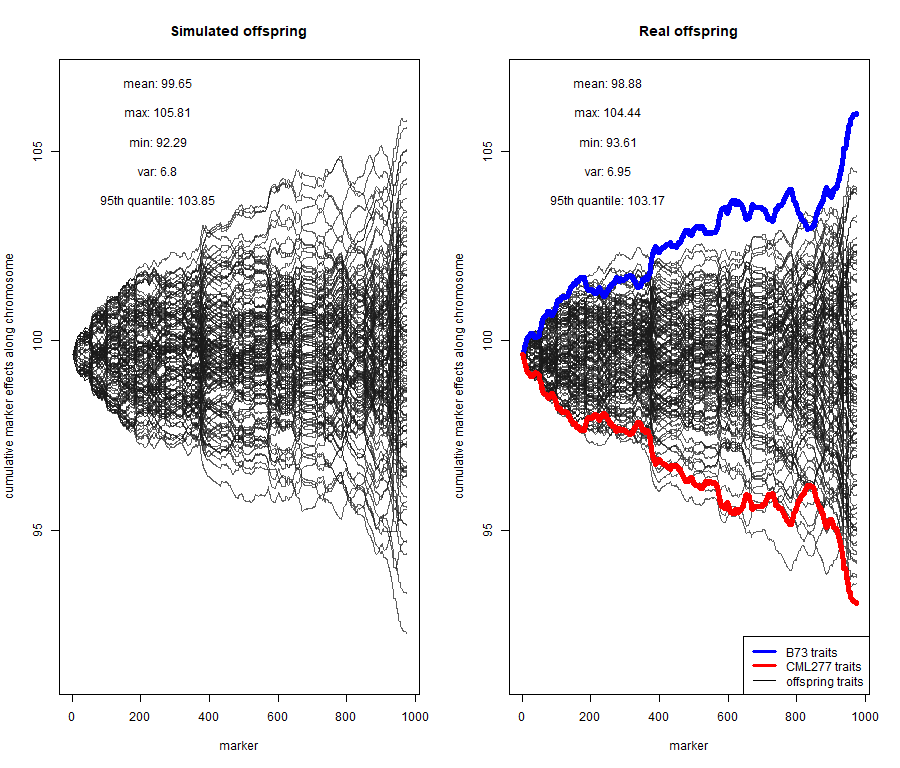 Simulated offspring
mean: 99.65
max: 105.81
min: 92.29
var: 6.8
95th quantile: 103.85
cumulative marker effects along chromosome
105
100
95
0 200 400 600 800 1000
marker
Real offspring
mean: 98.88
max: 104.44
min: 93.61
var: 6.95
95th quantile: 103.17
cumulative marker effects along chromosome
105
100
95
B73 traits
CML277 traits
offspring traits
0 200 400 600 800 1000
marker